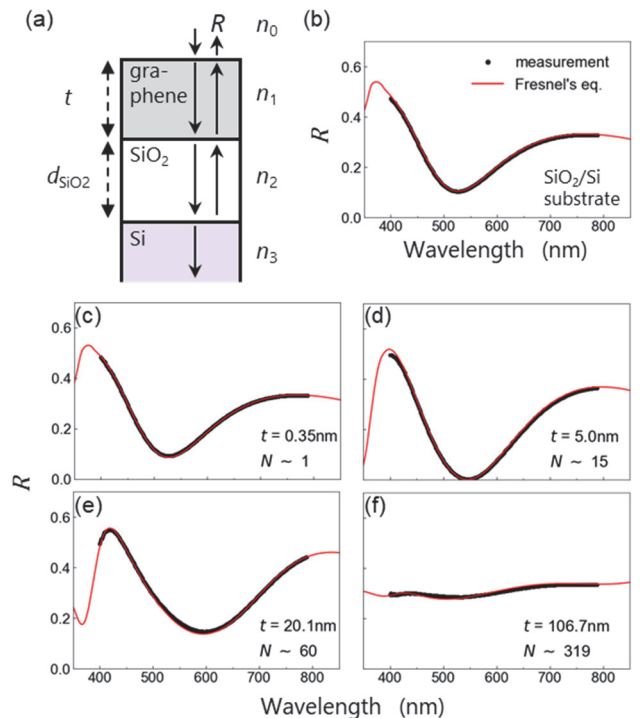 (a)
R
n0
gra-
phene
n1
t
SiO2
dSiO2
n2
Si
n3
(b)
0.6
0.4
0.2
0.0
R
measurement
Fresnel's eq.
SiO2/Si
substrate
400 500 600 700 800
Wavelength (nm)
(c)
0.6
0.4
0.2
0.0
t = 0.35nm
N ~ 1
(d)
t = 5.0nm
N ~ 15
R
(e)
0.6
0.4
0.2
0.0
t = 20.1nm
N ~ 60
400 500 600 700 800
(f)
t = 106.7nm
N ~ 319
400 500 600 700 800
Wavelength (nm)